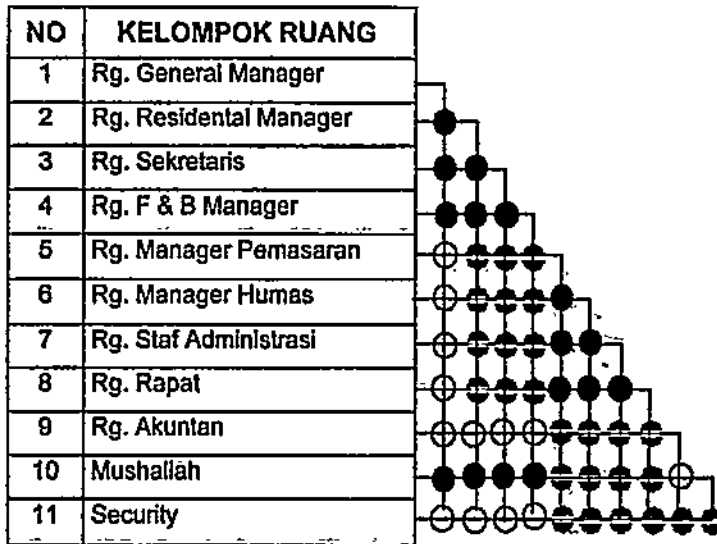 NO KELOMPOK RUANG
1 Rg. General Manager
2 Rg. Residental Manager
3 Rg. Sekretaris
4 Rg. F & B Manager
5 Rg. Manager Pemasaran
6 Rg. Manager Humas
7 Rg. Staf Administrasi
8 Rg. Rapat
9 Rg. Akuntan
10 Mushallah
11 Security